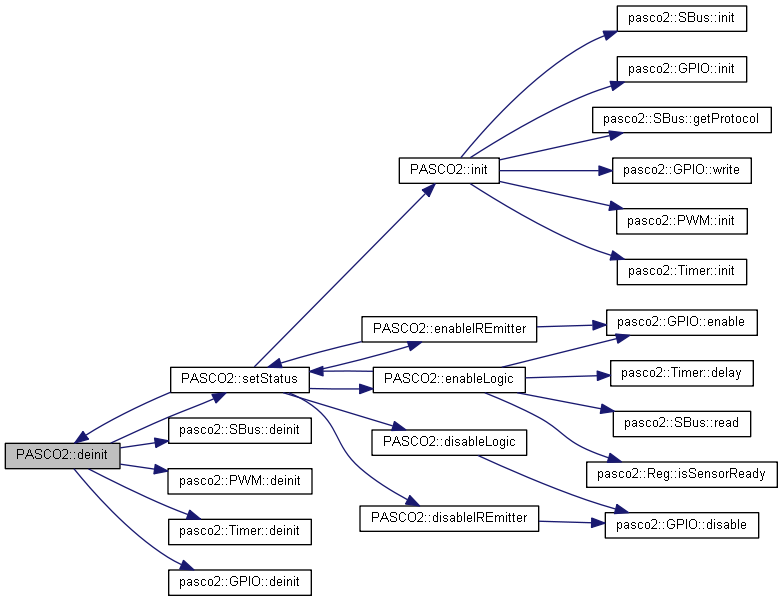 pasco2::SBus::init
pasco2::GPIO::init
pasco2::SBus::getProtocol
PASCO2::init
pasco2::GPIO::write
pasco2::PWM::init
pasco2::Timer::init
PASCO2::enableIREmitter
pasco2::GPIO::enable
PASCO2::setStatus
PASCO2::enableLogic
pasco2::Timer::delay
pasco2::SBus::deinit
pasco2::SBus::read
PASCO2::disableLogic
PASCO2::deinit
pasco2::Reg::isSensorReady
pasco2::PWM::deinit
PASCO2::disableIREmitter
pasco2::GPIO::disable
pasco2::Timer::deinit
pasco2::GPIO::deinit